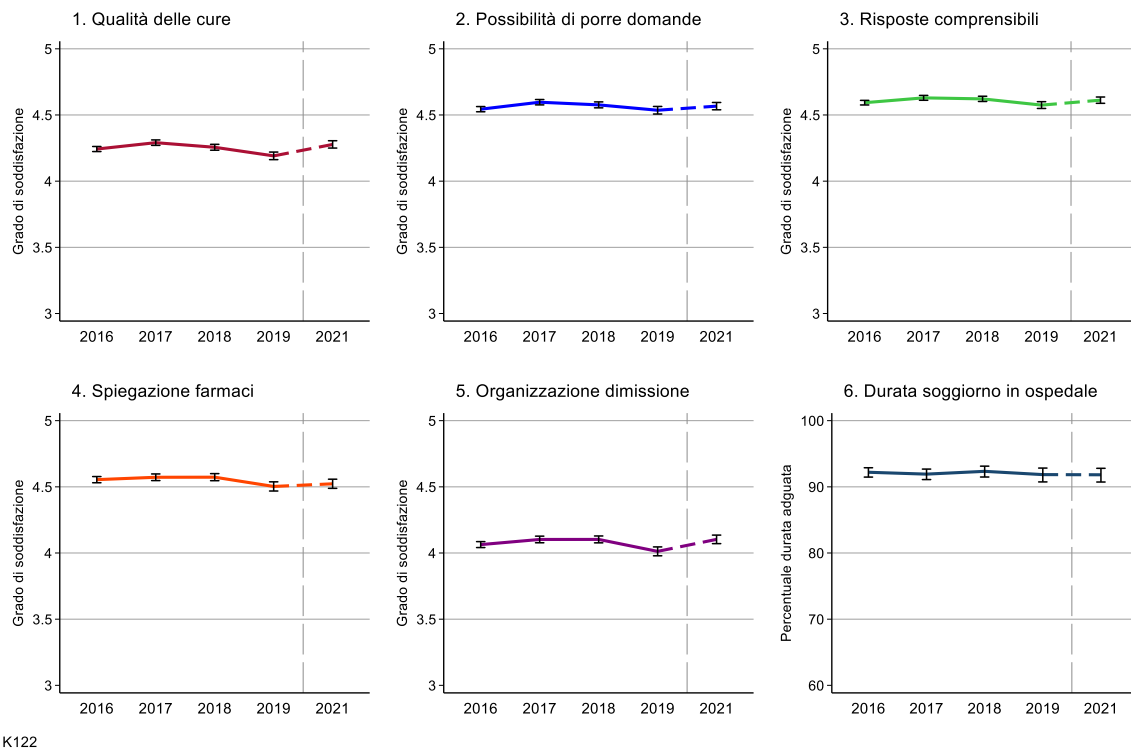 1. Qualità delle cure
2. Possibilità di porre domande
3. Risposte comprensibili
Grado di soddisfazione
5
4.5
4
3.5
3
2016 2017 2018 2019 2021
Grado di soddisfazione
5
4.5
4
3.5
3
2016 2017 2018 2019 2021
Grado di soddisfazione
5
4.5
4
3.5
3
2016 2017 2018 2019 2021
4. Spiegazione farmaci
5. Organizzazione dimissione
6. Durata soggiorno in ospedale
Grado di soddisfazione
5
4.5
4
3.5
3
2016 2017 2018 2019 2021
Grado di soddisfazione
5
4.5
4
3.5
3
2016 2017 2018 2019 2021
Percentuale durata adguata
100
90
80
70
60
2016 2017 2018 2019 2021
K122